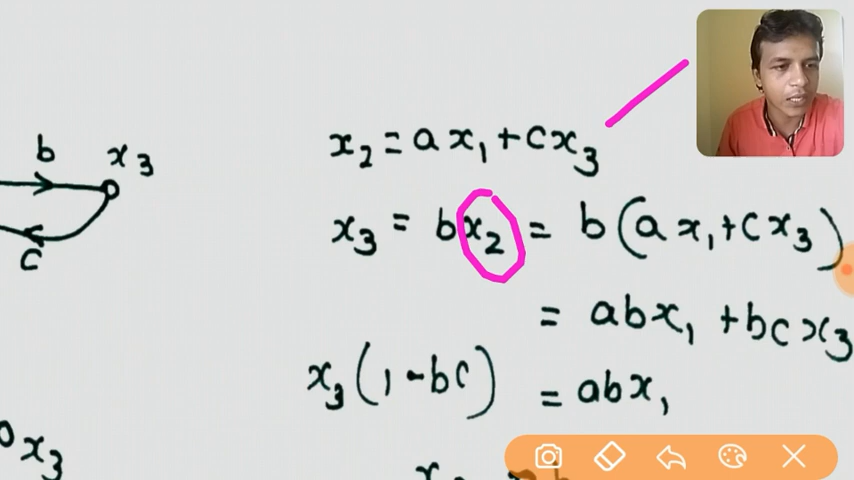 b
x₃
c
x₂ = ax₁ + cx₃
x₃ = bx₂ = b(ax₁ + cx₃)
= abx₁ + bcx₃
x₃(1 - bc) = abx₁
x₃